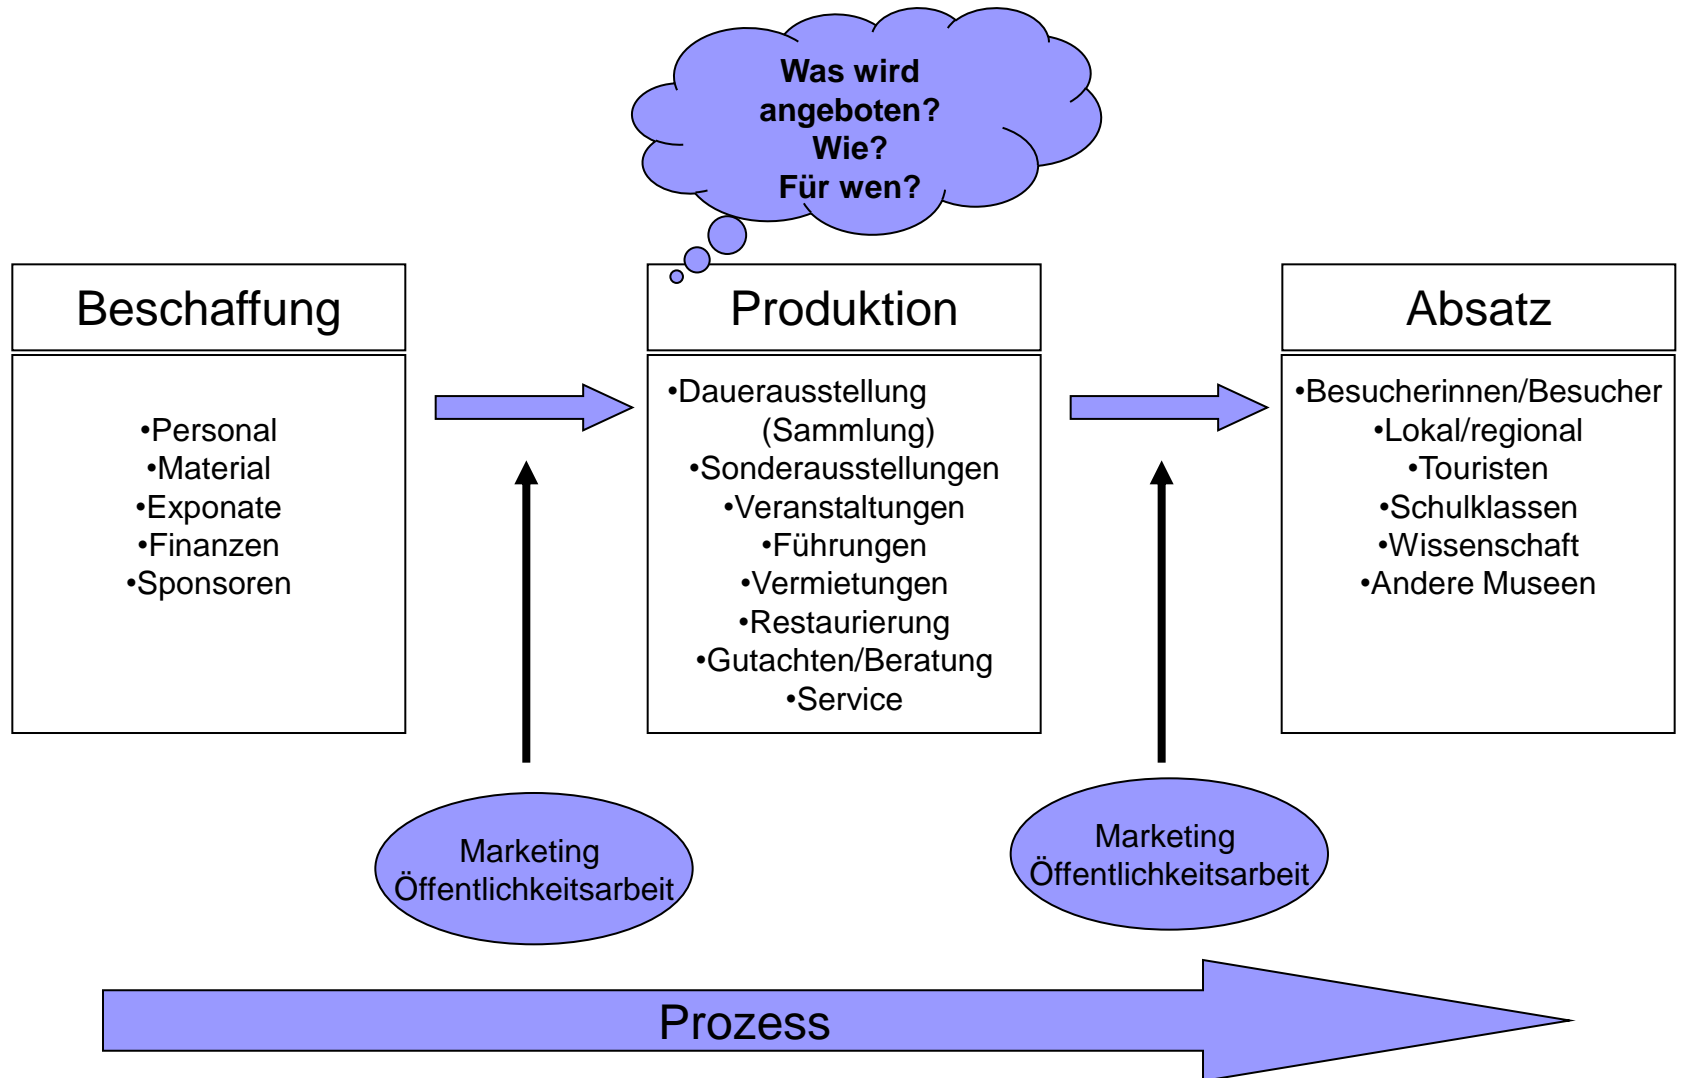 Was wird
angeboten?
Wie?
Für wen?
Beschaffung
•Personal
•Material
•Exponate
•Finanzen
•Sponsoren
Produktion
•Dauerausstellung
(Sammlung)
•Sonderausstellungen
•Veranstaltungen
•Führungen
•Vermietungen
•Restaurierung
•Gutachten/Beratung
•Service
Absatz
•Besucherinnen/Besucher
•Lokal/regional
•Touristen
•Schulklassen
•Wissenschaft
•Andere Museen
Marketing
Öffentlichkeitsarbeit
Marketing
Öffentlichkeitsarbeit
Prozess